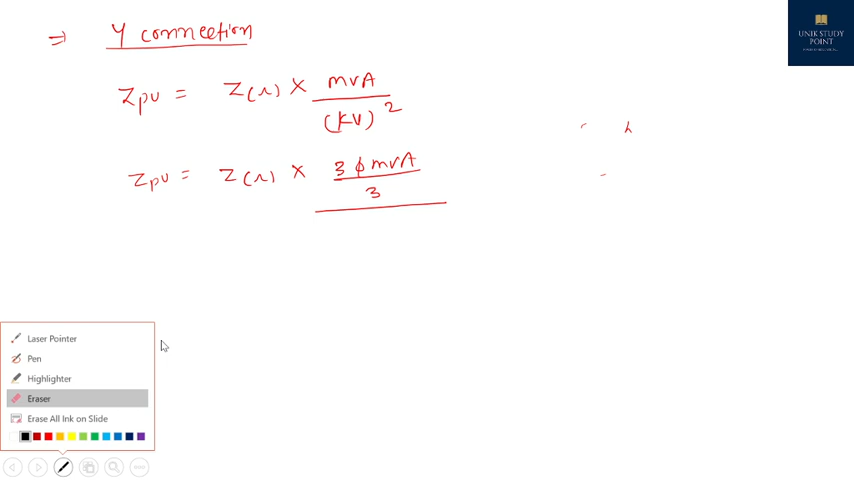 ⇒ Y connection
UNIK STUDY
POINT
Zpu = Z(Ω) × MVA / (KV)²
Zpu = Z(Ω) × 3ϕ MVA / 3
Laser Pointer
Pen
Highlighter
Eraser
Erase All Ink on Slide